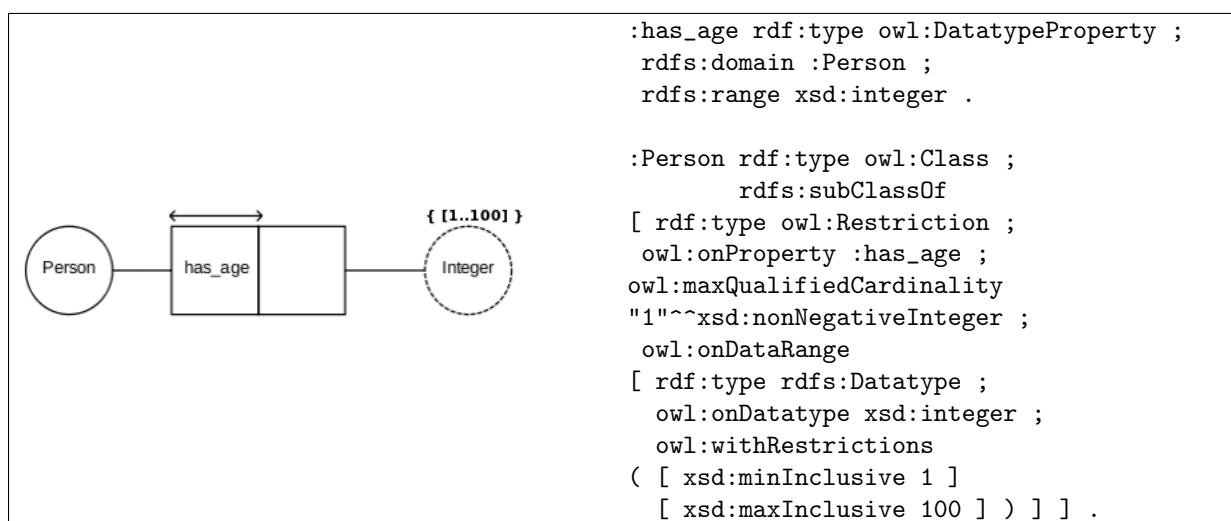 { [1..100] }
Person
has_age
Integer
:has_age rdf:type owl:DatatypeProperty ;
rdfs:domain :Person ;
rdfs:range xsd:integer .
:Person rdf:type owl:Class ;
rdfs:subClassOf
[ rdf:type owl:Restriction ;
owl:onProperty :has_age ;
owl:maxQualifiedCardinality
"1"^^xsd:nonNegativeInteger ;
owl:onDataRange
[ rdf:type rdfs:Datatype ;
owl:onDatatype xsd:integer ;
owl:withRestrictions
( [ xsd:minInclusive 1 ]
[ xsd:maxInclusive 100 ] ) ] ] .